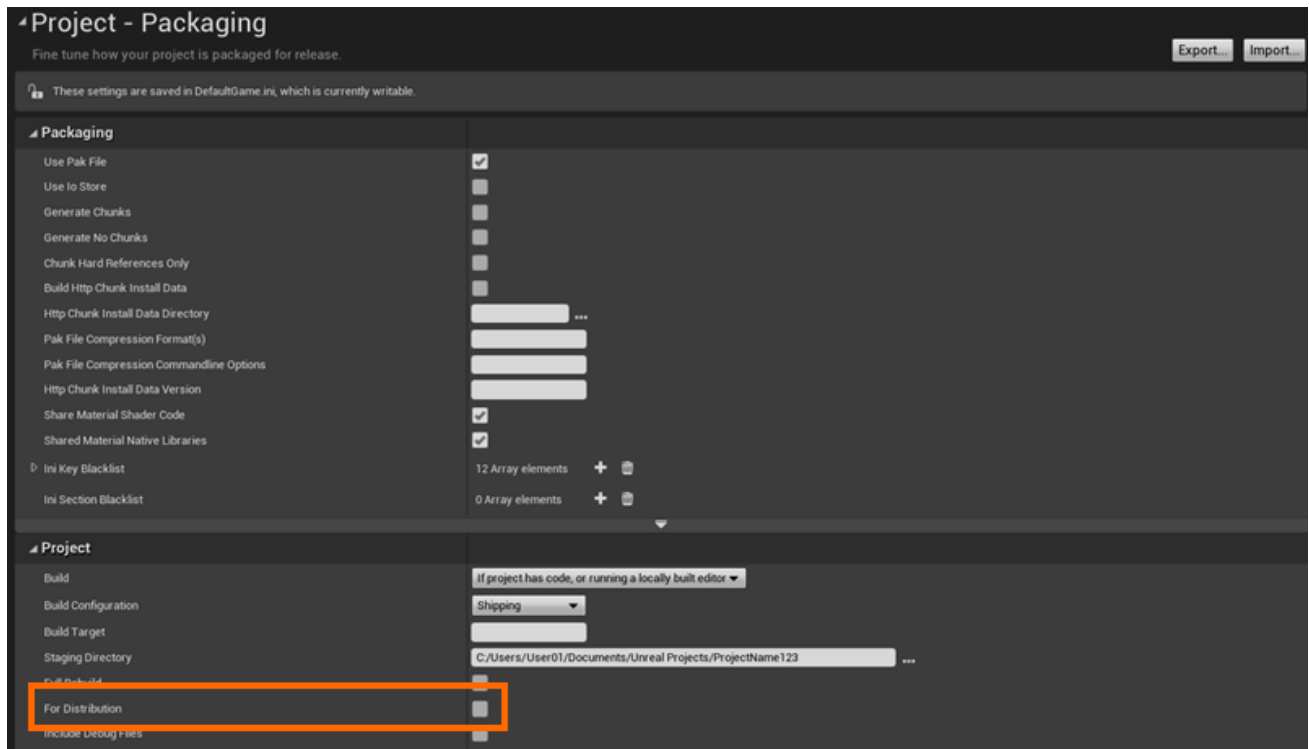 Project - Packaging
Fine tune how your project is packaged for release.
Export... Import...
These settings are saved in DefaultGame.ini, which is currently writable.
Packaging
Use Pak File
Use Io Store
Generate Chunks
Generate No Chunks
Chunk Hard References Only
Build Http Chunk Install Data
Http Chunk Install Data Directory ...
Pak File Compression Format(s)
Pak File Compression Commandline Options
Http Chunk Install Data Version
Share Material Shader Code
Shared Material Native Libraries
Ini Key Blacklist 12 Array elements
Ini Section Blacklist 0 Array elements
Project
Build If project has code, or running a locally built editor
Build Configuration Shipping
Build Target
Staging Directory C:/Users/User01/Documents/Unreal Projects/ProjectName123 ...
Full Rebuild
For Distribution
Include Debug Files